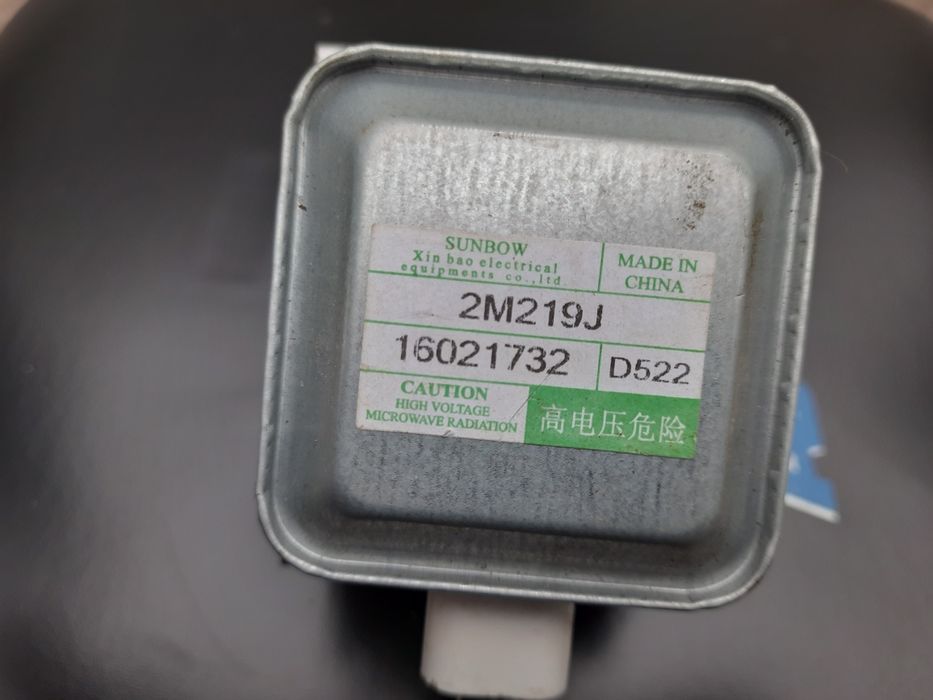 SUNBOW
Xin bao electrical
equipments co.,ltd.
MADE IN
CHINA
2M219J
16021732
D522
CAUTION
HIGH VOLTAGE
MICROWAVE RADIATION
高电压危险